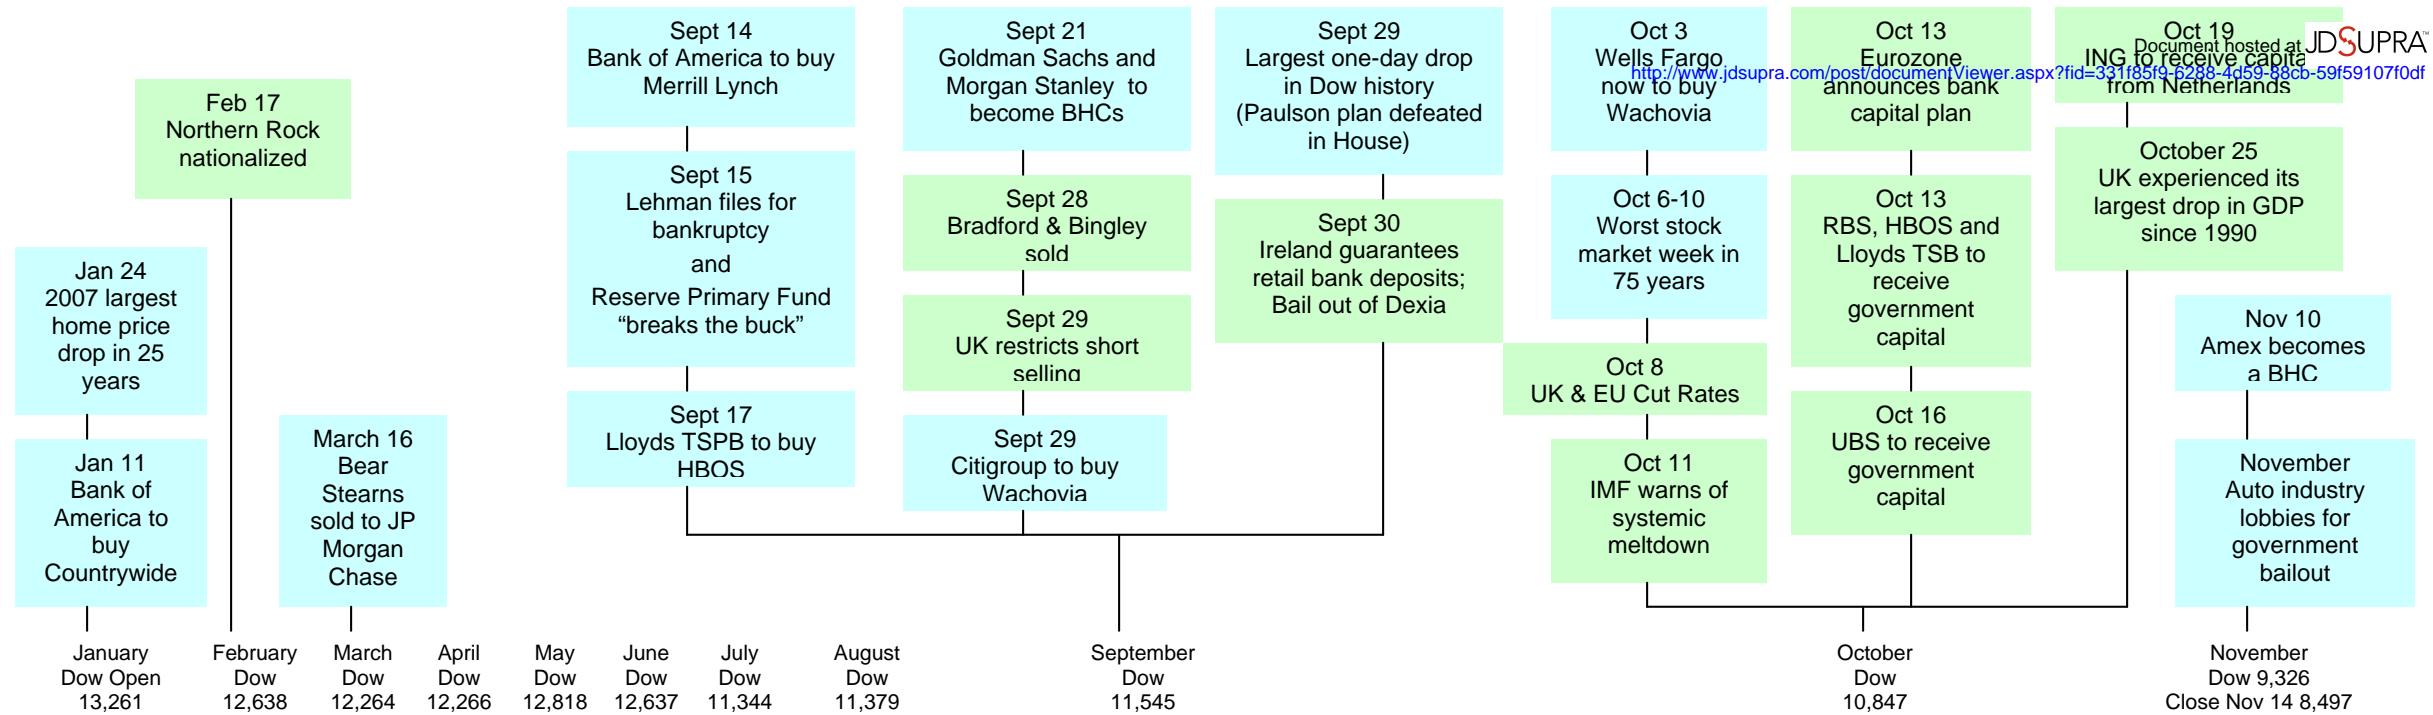 Document hosted at JDSUPRA™
http://www.jdsupra.com/post/documentViewer.aspx?fid=331f85f9-6288-4d59-88cb-59f59107f0df
Jan 24
2007 largest
home price
drop in 25
years
Jan 11
Bank of
America to
buy
Countrywide
Feb 17
Northern Rock
nationalized
March 16
Bear
Stearns
sold to JP
Morgan
Chase
Sept 14
Bank of America to buy
Merrill Lynch
Sept 15
Lehman files for
bankruptcy
and
Reserve Primary Fund
“breaks the buck”
Sept 17
Lloyds TSPB to buy
HBOS
Sept 21
Goldman Sachs and
Morgan Stanley to
become BHCs
Sept 28
Bradford & Bingley
sold
Sept 29
UK restricts short
selling
Sept 29
Citigroup to buy
Wachovia
Sept 29
Largest one-day drop
in Dow history
(Paulson plan defeated
in House)
Sept 30
Ireland guarantees
retail bank deposits;
Bail out of Dexia
Oct 3
Wells Fargo
now to buy
Wachovia
Oct 6-10
Worst stock
market week in
75 years
Oct 8
UK & EU Cut Rates
Oct 11
IMF warns of
systemic
meltdown
Oct 13
Eurozone
announces bank
capital plan
Oct 13
RBS, HBOS and
Lloyds TSB to
receive
government
capital
Oct 16
UBS to receive
government
capital
Oct 19
ING to receive capital
from Netherlands
October 25
UK experienced its
largest drop in GDP
since 1990
Nov 10
Amex becomes
a BHC
November
Auto industry
lobbies for
government
bailout
January
Dow Open
13,261
February
Dow
12,638
March
Dow
12,264
April
Dow
12,266
May
Dow
12,818
June
Dow
12,637
July
Dow
11,344
August
Dow
11,379
September
Dow
11,545
October
Dow
10,847
November
Dow 9,326
Close Nov 14 8,497